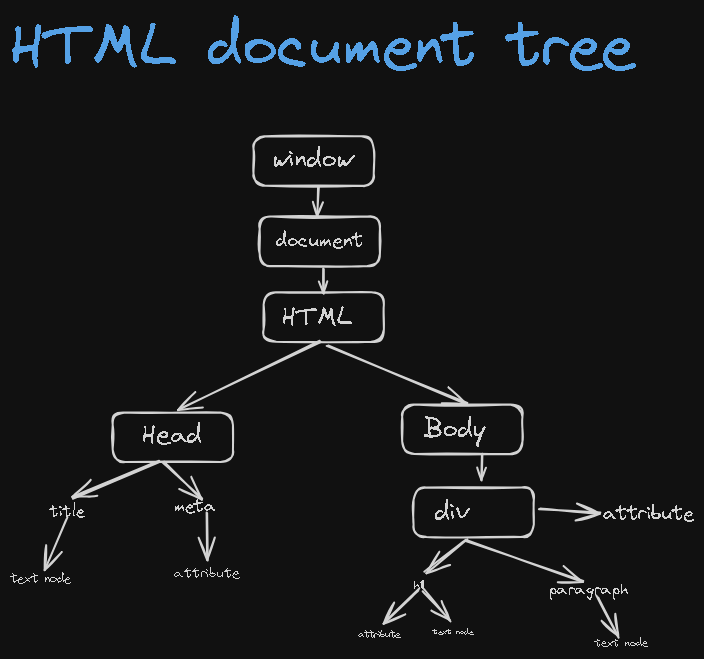 HTML document tree
window
document
HTML
Head
Body
title
meta
div
attribute
text node
attribute
h1
paragraph
attribute
text node
text node